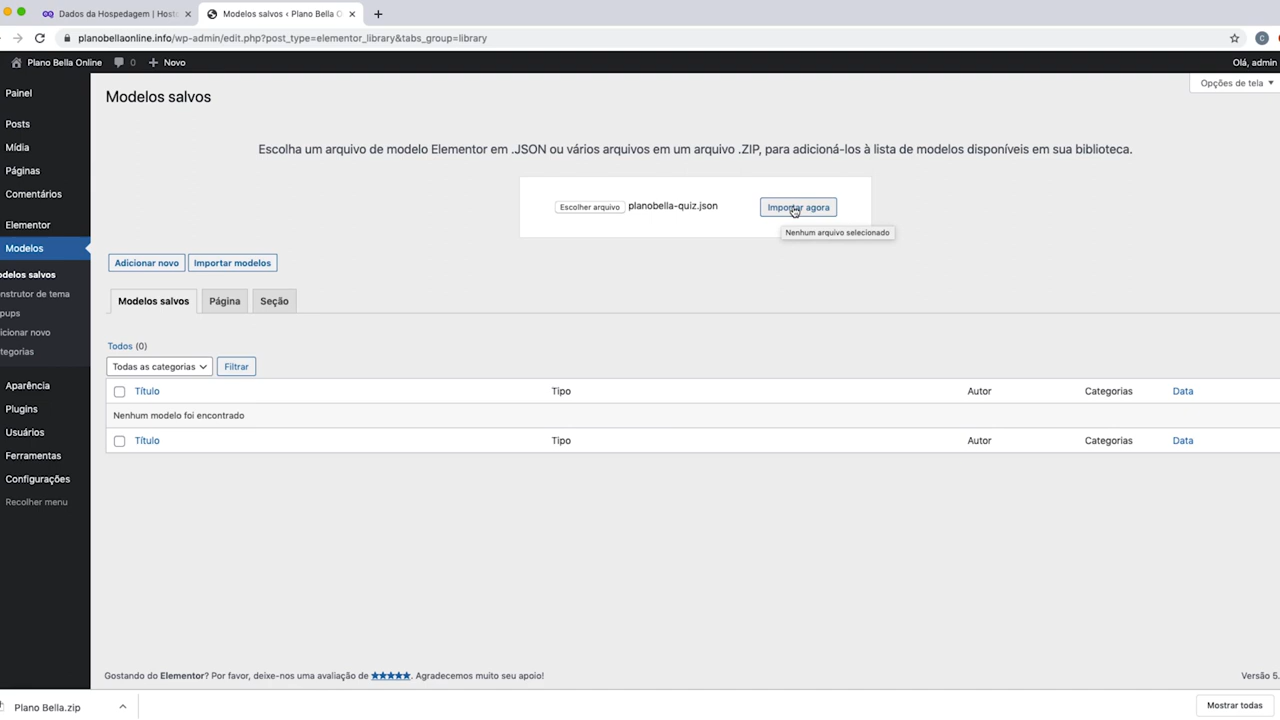 Dados da Hospedagem | Host
Modelos salvos ‹ Plano Bella O
planobellaonline.info/wp-admin/edit.php?post_type=elementor_library&tabs_group=library
C
Plano Bella Online
0
Novo
Olá, admin
Painel
Posts
Mídia
Páginas
Comentários
Elementor
Modelos
odelos salvos
nstrutor de tema
pups
icionar novo
tegorias
Aparência
Plugins
Usuários
Ferramentas
Configurações
Recolher menu
Opções de tela
Modelos salvos
Escolha um arquivo de modelo Elementor em .JSON ou vários arquivos em um arquivo .ZIP, para adicioná-los à lista de modelos disponíveis em sua biblioteca.
Escolher arquivo planobella-quiz.json
Importar agora
Nenhum arquivo selecionado
Adicionar novo
Importar modelos
Modelos salvos
Página
Seção
Todos (0)
Todas as categorias
Filtrar
Título Tipo Autor Categorias Data
Nenhum modelo foi encontrado
Título Tipo Autor Categorias Data
Gostando do Elementor? Por favor, deixe-nos uma avaliação de ★★★★★. Agradecemos muito seu apoio!
Versão 5.
Plano Bella.zip
Mostrar todas